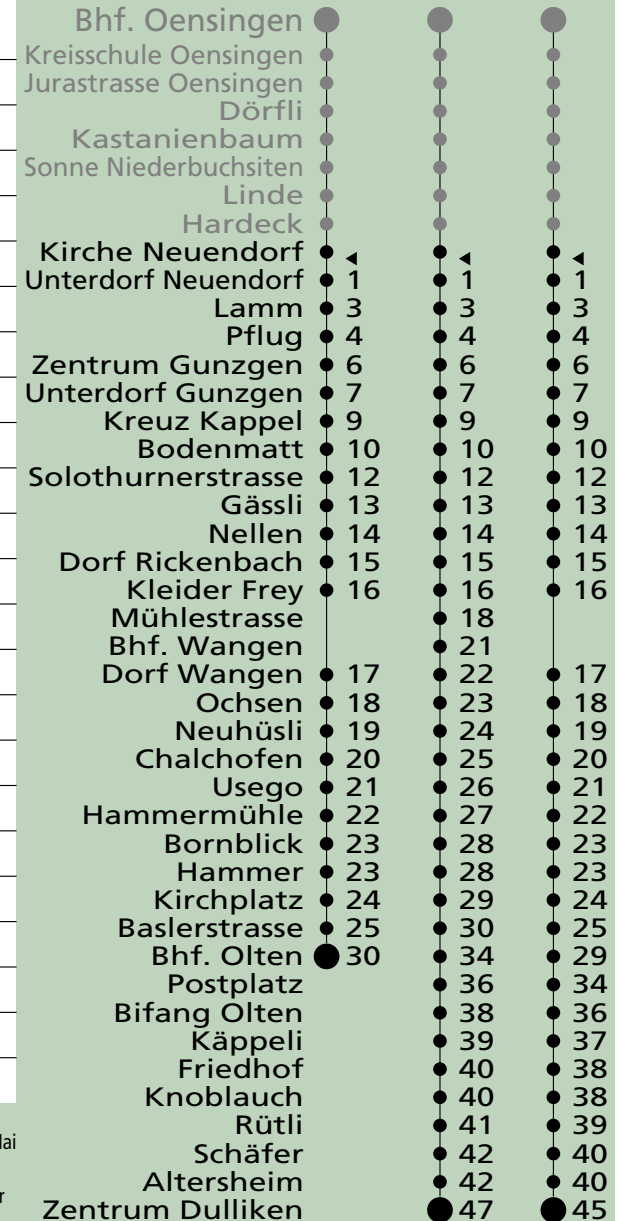 Bhf. Oensingen
Kreisschule Oensingen
Jurastrasse Oensingen
Dörfli
Kastanienbaum
Sonne Niederbuchsiten
Linde
Hardeck
Kirche Neuendorf
Unterdorf Neuendorf 1 1 1
Lamm 3 3 3
Pflug 4 4 4
Zentrum Gunzgen 6 6 6
Unterdorf Gunzgen 7 7 7
Kreuz Kappel 9 9 9
Bodenmatt 10 10 10
Solothurnerstrasse 12 12 12
Gässli 13 13 13
Nellen 14 14 14
Dorf Rickenbach 15 15 15
Kleider Frey 16 16 16
Mühlestrasse 18
Bhf. Wangen 21
Dorf Wangen 17 22 17
Ochsen 18 23 18
Neuhüsli 19 24 19
Chalchofen 20 25 20
Usego 21 26 21
Hammermühle 22 27 22
Bornblick 23 28 23
Hammer 23 28 23
Kirchplatz 24 29 24
Baslerstrasse 25 30 25
Bhf. Olten 30 34 29
Postplatz 36 34
Bifang Olten 38 36
Käppeli 39 37
Friedhof 40 38
Knoblauch 40 38
Rütli 41 39
Schäfer 42 40
Altersheim 42 40
Zentrum Dulliken 47 45